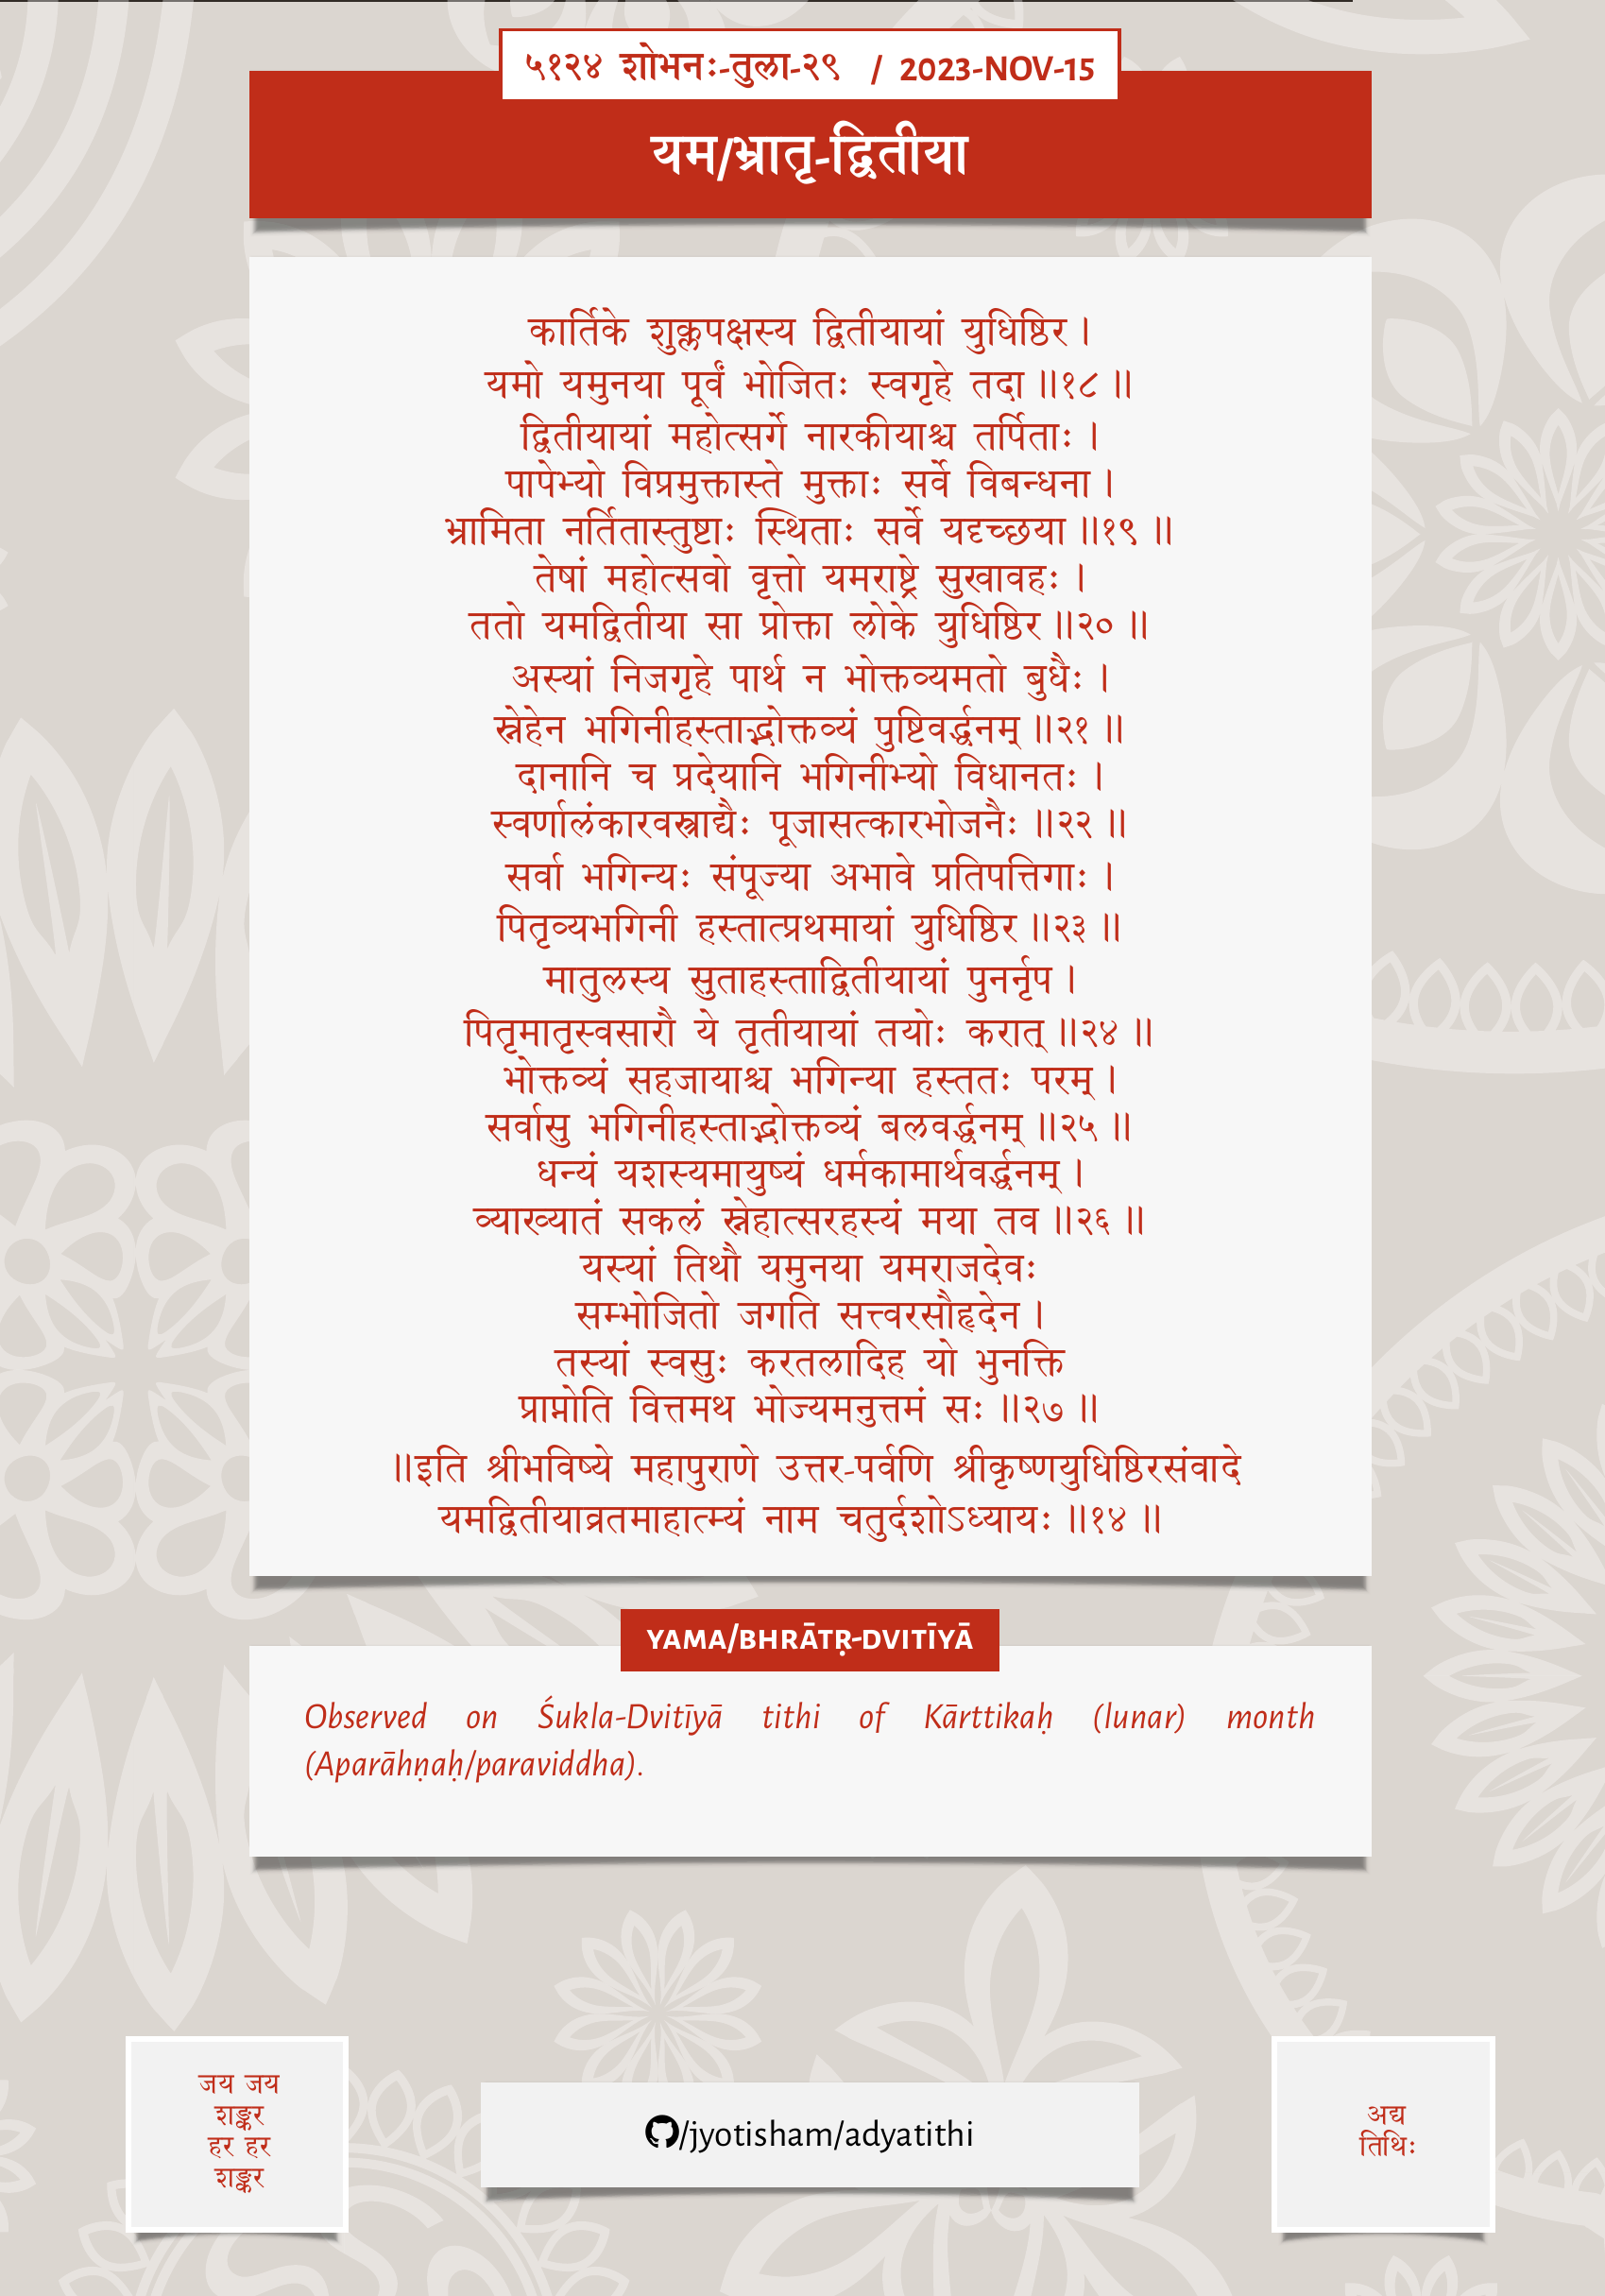 ५१२४ शोभनः-तुला-२९ / 2023-NOV-15
यम/भ्रातृ-द्वितीया
कार्तिके शुक्लपक्षस्य द्वितीयायां युधिष्ठिर।
यमो यमुनया पूर्वं भोजितः स्वगृहे तदा॥१८॥
द्वितीयायां महोत्सर्गे नारकीयाश्च तर्पिताः।
पापेभ्यो विप्रमुक्तास्ते मुक्ताः सर्वे विबन्धना।
भ्रामिता नर्तितास्तुष्टाः स्थिताः सर्वे यदृच्छया॥१९॥
तेषां महोत्सवो वृत्तो यमराष्ट्रे सुखावहः।
ततो यमद्वितीया सा प्रोक्ता लोके युधिष्ठिर॥२०॥
अस्यां निजगृहे पार्थ न भोक्तव्यमतो बुधैः।
स्नेहेन भगिनीहस्ताद्भोक्तव्यं पुष्टिवर्द्धनम्॥२१॥
दानानि च प्रदेयानि भगिनीभ्यो विधानतः।
स्वर्णालंकारवस्त्राद्यैः पूजासत्कारभोजनैः॥२२॥
सर्वा भगिन्यः संपूज्या अभावे प्रतिपत्तिगाः।
पितृव्यभगिनी हस्तात्प्रथमायां युधिष्ठिर॥२३॥
मातुलस्य सुताहस्ताद्वितीयायां पुनर्नृप।
पितृमातृस्वसारौ ये तृतीयायां तयोः करात्॥२४॥
भोक्तव्यं सहजायाश्च भगिन्या हस्ततः परम्।
सर्वासु भगिनीहस्ताद्भोक्तव्यं बलवर्द्धनम्॥२५॥
धन्यं यशस्यमायुष्यं धर्मकामार्थवर्द्धनम्।
व्याख्यातं सकलं स्नेहात्सरहस्यं मया तव॥२६॥
यस्यां तिथौ यमुनया यमराजदेवः
सम्भोजितो जगति सत्त्वरसौहृदेन।
तस्यां स्वसुः करतलादिह यो भुनक्ति
प्राप्नोति वित्तमथ भोज्यमनुत्तमं सः॥२७॥
॥इति श्रीभविष्ये महापुराणे उत्तर-पर्वणि श्रीकृष्णयुधिष्ठिरसंवादे
यमद्वितीयाव्रतमाहात्म्यं नाम चतुर्दशोऽध्यायः॥१४॥
YAMA/BHRĀTṚ-DVITĪYĀ
Observed on Śukla-Dvitīyā tithi of Kārttikaḥ (lunar) month
(Aparāhṇaḥ/paraviddha).
जय जय
शङ्कर
हर हर
शङ्कर
/jyotisham/adyatithi
अद्य
तिथिः